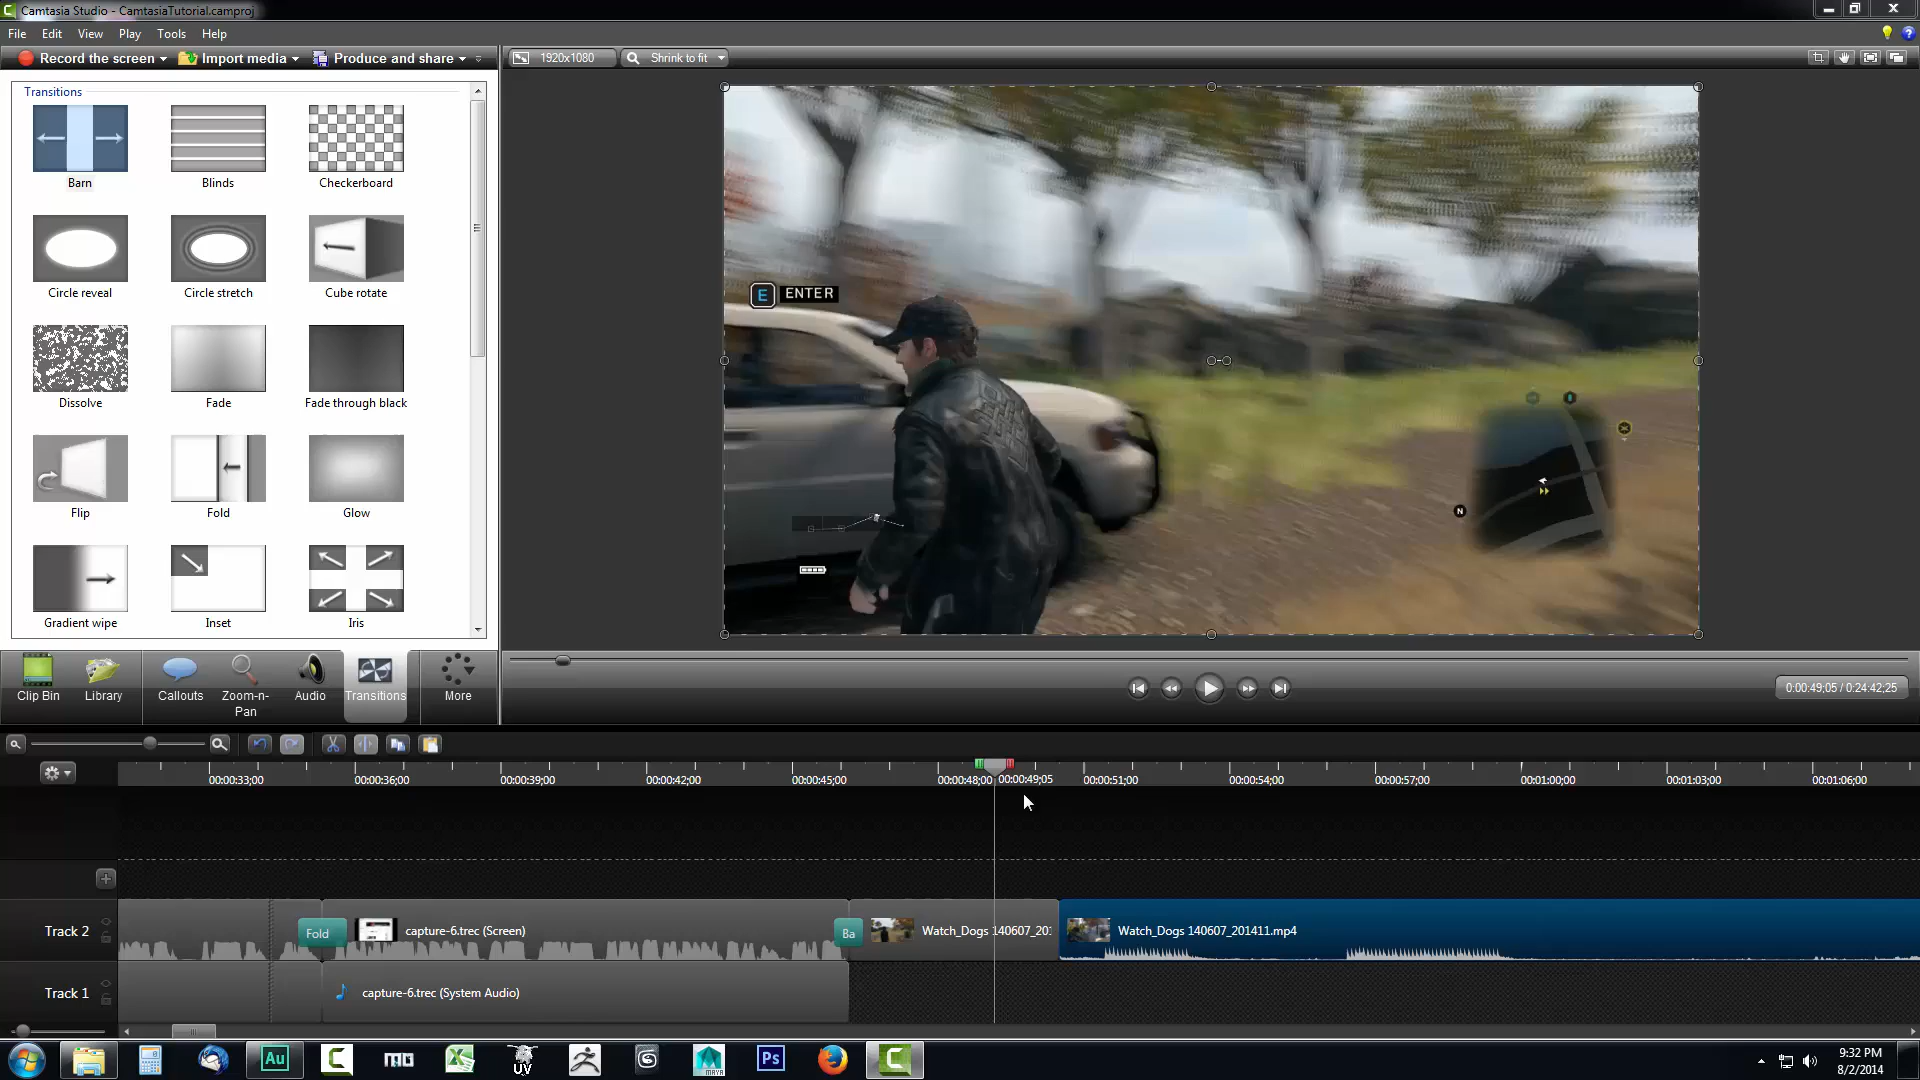 Camtasia Studio - CamtasiaTutorial.camproj
File Edit View Play Tools Help
Record the screen Import media Produce and share
1920x1080 Shrink to fit
Transitions
Barn Blinds Checkerboard
Circle reveal Circle stretch Cube rotate
Dissolve Fade Fade through black
Flip Fold Glow
Gradient wipe Inset Iris
E ENTER
N
Clip Bin Library Callouts Zoom-n-Pan Audio Transitions More
0:00:49;05 / 0:24:42;25
00:00:33;00 00:00:36;00 00:00:39;00 00:00:42;00 00:00:45;00 00:00:48;00 00:00:49;05 00:00:51;00 00:00:54;00 00:00:57;00 00:01:00;00 00:01:03;00 00:01:06;00
Track 2 Fold capture-6.trec (Screen) Ba Watch_Dogs 140607_201 Watch_Dogs 140607_201411.mp4
Track 1 capture-6.trec (System Audio)
Au UV MAYA Ps
9:32 PM
8/2/2014